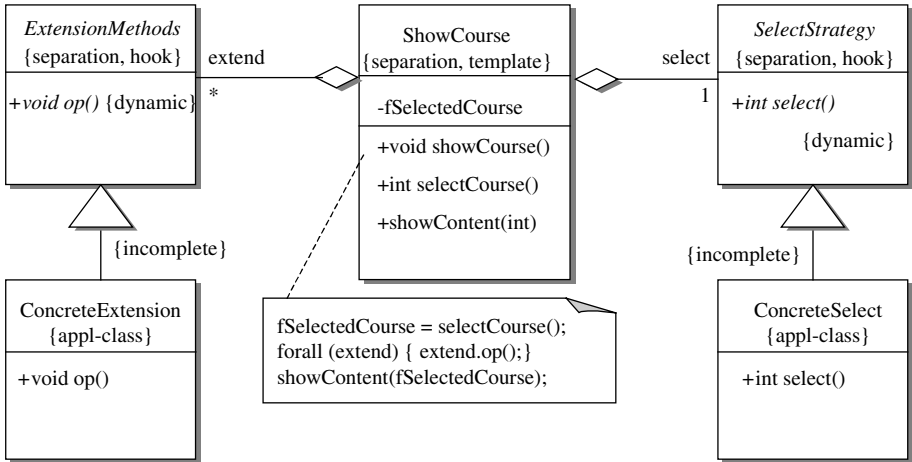 ExtensionMethods
{separation, hook}
+void op() {dynamic}
extend
*
ShowCourse
{separation, template}
-fSelectedCourse
+void showCourse()
+int selectCourse()
+showContent(int)
select
1
SelectStrategy
{separation, hook}
+int select()
{dynamic}
{incomplete}
{incomplete}
ConcreteExtension
{appl-class}
+void op()
fSelectedCourse = selectCourse();
forall (extend) { extend.op();}
showContent(fSelectedCourse);
ConcreteSelect
{appl-class}
+int select()